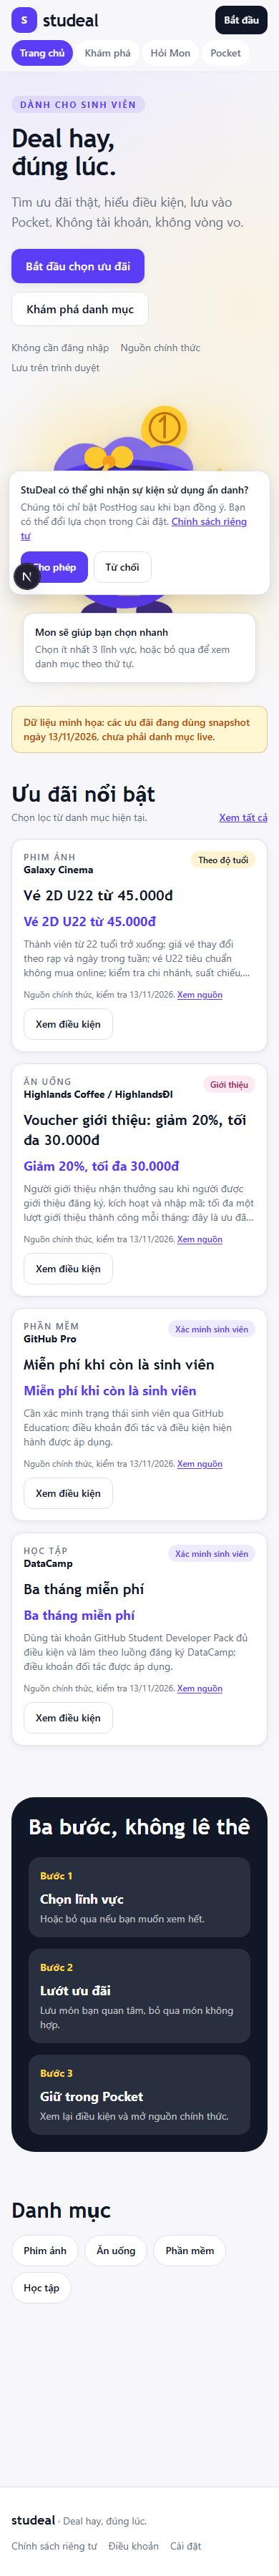 S studeal Bắt đầu
Trang chủ Khám phá Hỏi Mon Pocket
DÀNH CHO SINH VIÊN
Deal hay,
đúng lúc.
Tìm ưu đãi thật, hiểu điều kiện, lưu vào
Pocket. Không tài khoản, không vòng vo.
Bắt đầu chọn ưu đãi
Khám phá danh mục
Không cần đăng nhập Nguồn chính thức
Lưu trên trình duyệt
1
StuDeal có thể ghi nhận sự kiện sử dụng ẩn danh?
Chúng tôi chỉ bật PostHog sau khi bạn đồng ý. Bạn
có thể đổi lựa chọn trong Cài đặt. Chính sách riêng
tư
N Cho phép Từ chối
Mon sẽ giúp bạn chọn nhanh
Chọn ít nhất 3 lĩnh vực, hoặc bỏ qua để xem
danh mục theo thứ tự.
Dữ liệu minh họa: các ưu đãi đang dùng snapshot
ngày 13/11/2026, chưa phải danh mục live.
Ưu đãi nổi bật
Chọn lọc từ danh mục hiện tại. Xem tất cả
PHIM ẢNH
Galaxy Cinema
Theo độ tuổi
Vé 2D U22 từ 45.000đ
Vé 2D U22 từ 45.000đ
Thành viên từ 22 tuổi trở xuống; giá vé thay đổi
theo rạp và ngày trong tuần; vé U22 tiêu chuẩn
không mua online; kiểm tra chi nhánh, suất chiếu,...
Nguồn chính thức, kiểm tra 13/11/2026. Xem nguồn
Xem điều kiện
ĂN UỐNG
Highlands Coffee / HighlandsĐI
Giới thiệu
Voucher giới thiệu: giảm 20%, tối
đa 30.000đ
Giảm 20%, tối đa 30.000đ
Người giới thiệu nhận thưởng sau khi người được
giới thiệu đăng ký, kích hoạt và nhập mã; tối đa một
lượt giới thiệu thành công mỗi tháng; đây là ưu đã...
Nguồn chính thức, kiểm tra 13/11/2026. Xem nguồn
Xem điều kiện
PHẦN MỀM
GitHub Pro
Xác minh sinh viên
Miễn phí khi còn là sinh viên
Miễn phí khi còn là sinh viên
Cần xác minh trạng thái sinh viên qua GitHub
Education; điều khoản đối tác và điều kiện hiện
hành được áp dụng.
Nguồn chính thức, kiểm tra 13/11/2026. Xem nguồn
Xem điều kiện
HỌC TẬP
DataCamp
Xác minh sinh viên
Ba tháng miễn phí
Ba tháng miễn phí
Dùng tài khoản GitHub Student Developer Pack đủ
điều kiện và làm theo luồng đăng ký DataCamp;
điều khoản đối tác được áp dụng.
Nguồn chính thức, kiểm tra 13/11/2026. Xem nguồn
Xem điều kiện
Ba bước, không lê thê
Bước 1
Chọn lĩnh vực
Hoặc bỏ qua nếu bạn muốn xem hết.
Bước 2
Lướt ưu đãi
Lưu món bạn quan tâm, bỏ qua món không
hợp.
Bước 3
Giữ trong Pocket
Xem lại điều kiện và mở nguồn chính thức.
Danh mục
Phim ảnh Ăn uống Phần mềm
Học tập
studeal · Deal hay. đúng lúc.
Chính sách riêng tư Điều khoản Cài đặt